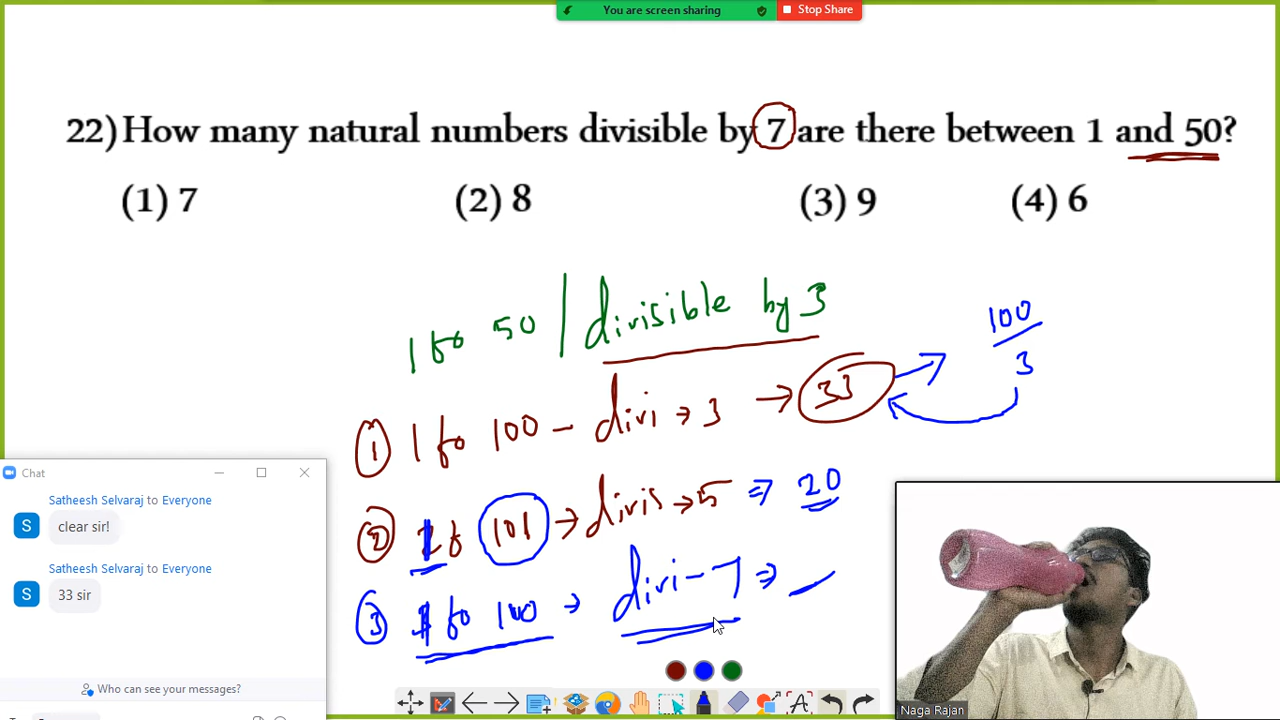 You are screen sharing
Stop Share
22) How many natural numbers divisible by 7 are there between 1 and 50?
(1) 7 (2) 8 (3) 9 (4) 6
1 to 50 | divisible by 3
① 1 to 100 - divi → 3 → 33 → 100/3
② 1 to 101 → divis → 5 ⇒ 20
③ 1 to 100 → divi - 7 ⇒
Chat
Satheesh Selvaraj to Everyone
S clear sir!
Satheesh Selvaraj to Everyone
S 33 sir
Who can see your messages?
Naga Rajan